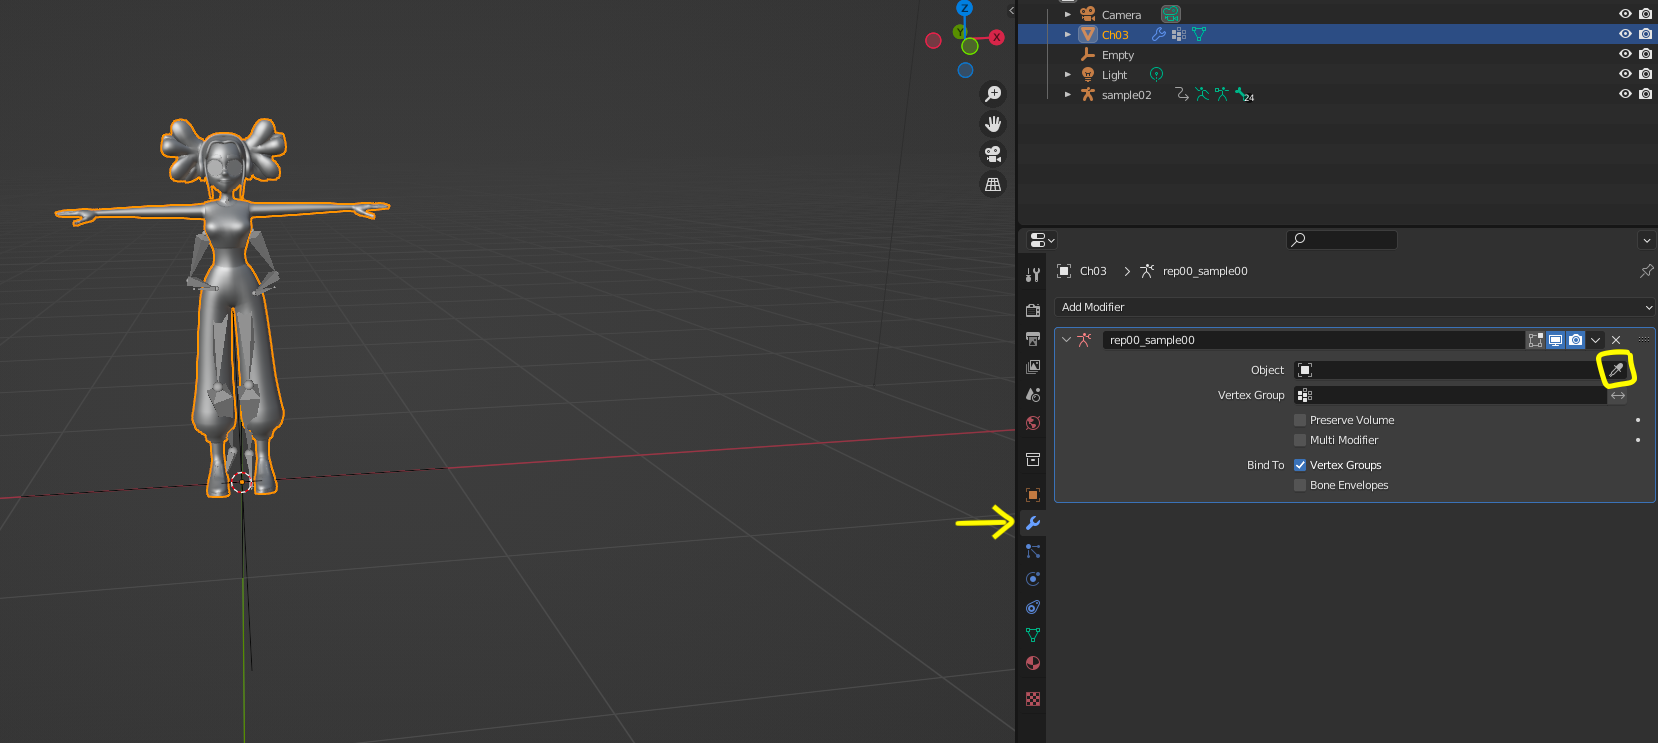 Z
Y
X
Camera
Ch03
Empty
Light
sample02
24
Ch03
rep00_sample00
Add Modifier
rep00_sample00
Object
Vertex Group
Preserve Volume
Multi Modifier
Bind To
Vertex Groups
Bone Envelopes